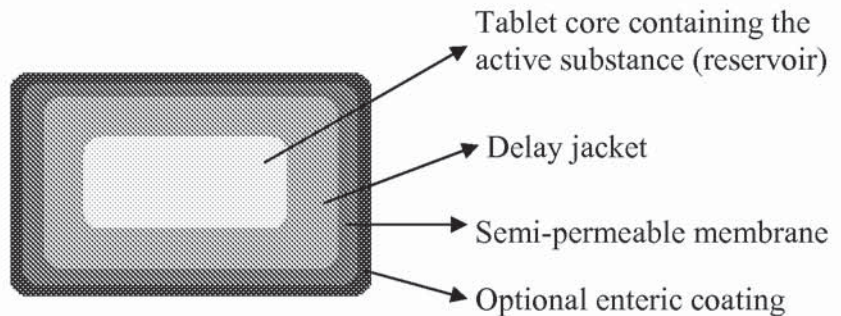 Tablet core containing the
active substance (reservoir)
Delay jacket
Semi-permeable membrane
Optional enteric coating